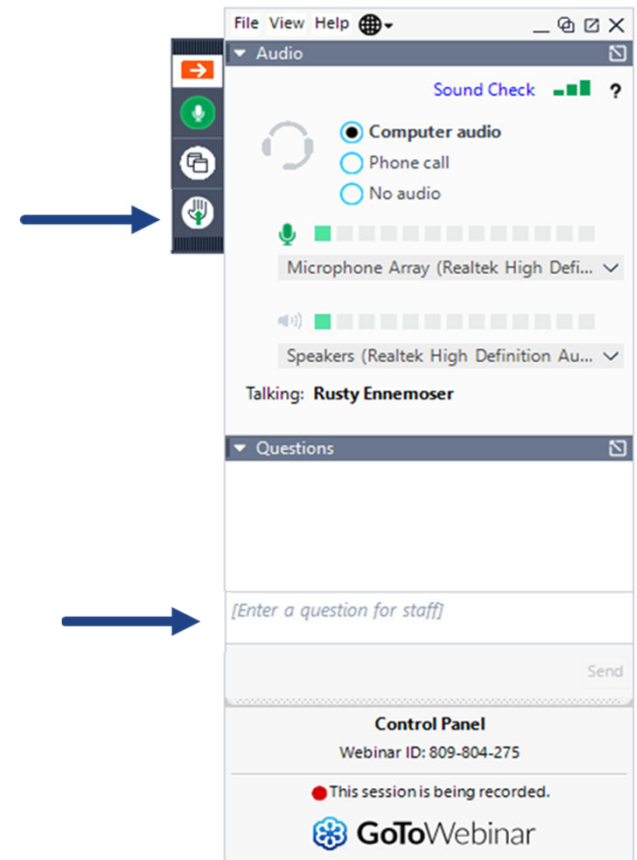 File View Help
Audio
Sound Check ?
Computer audio
Phone call
No audio
Microphone Array (Realtek High Defi...
Speakers (Realtek High Definition Au...
Talking: Rusty Ennemoser
Questions
[Enter a question for staff]
Send
Control Panel
Webinar ID: 809-804-275
This session is being recorded.
GoToWebinar